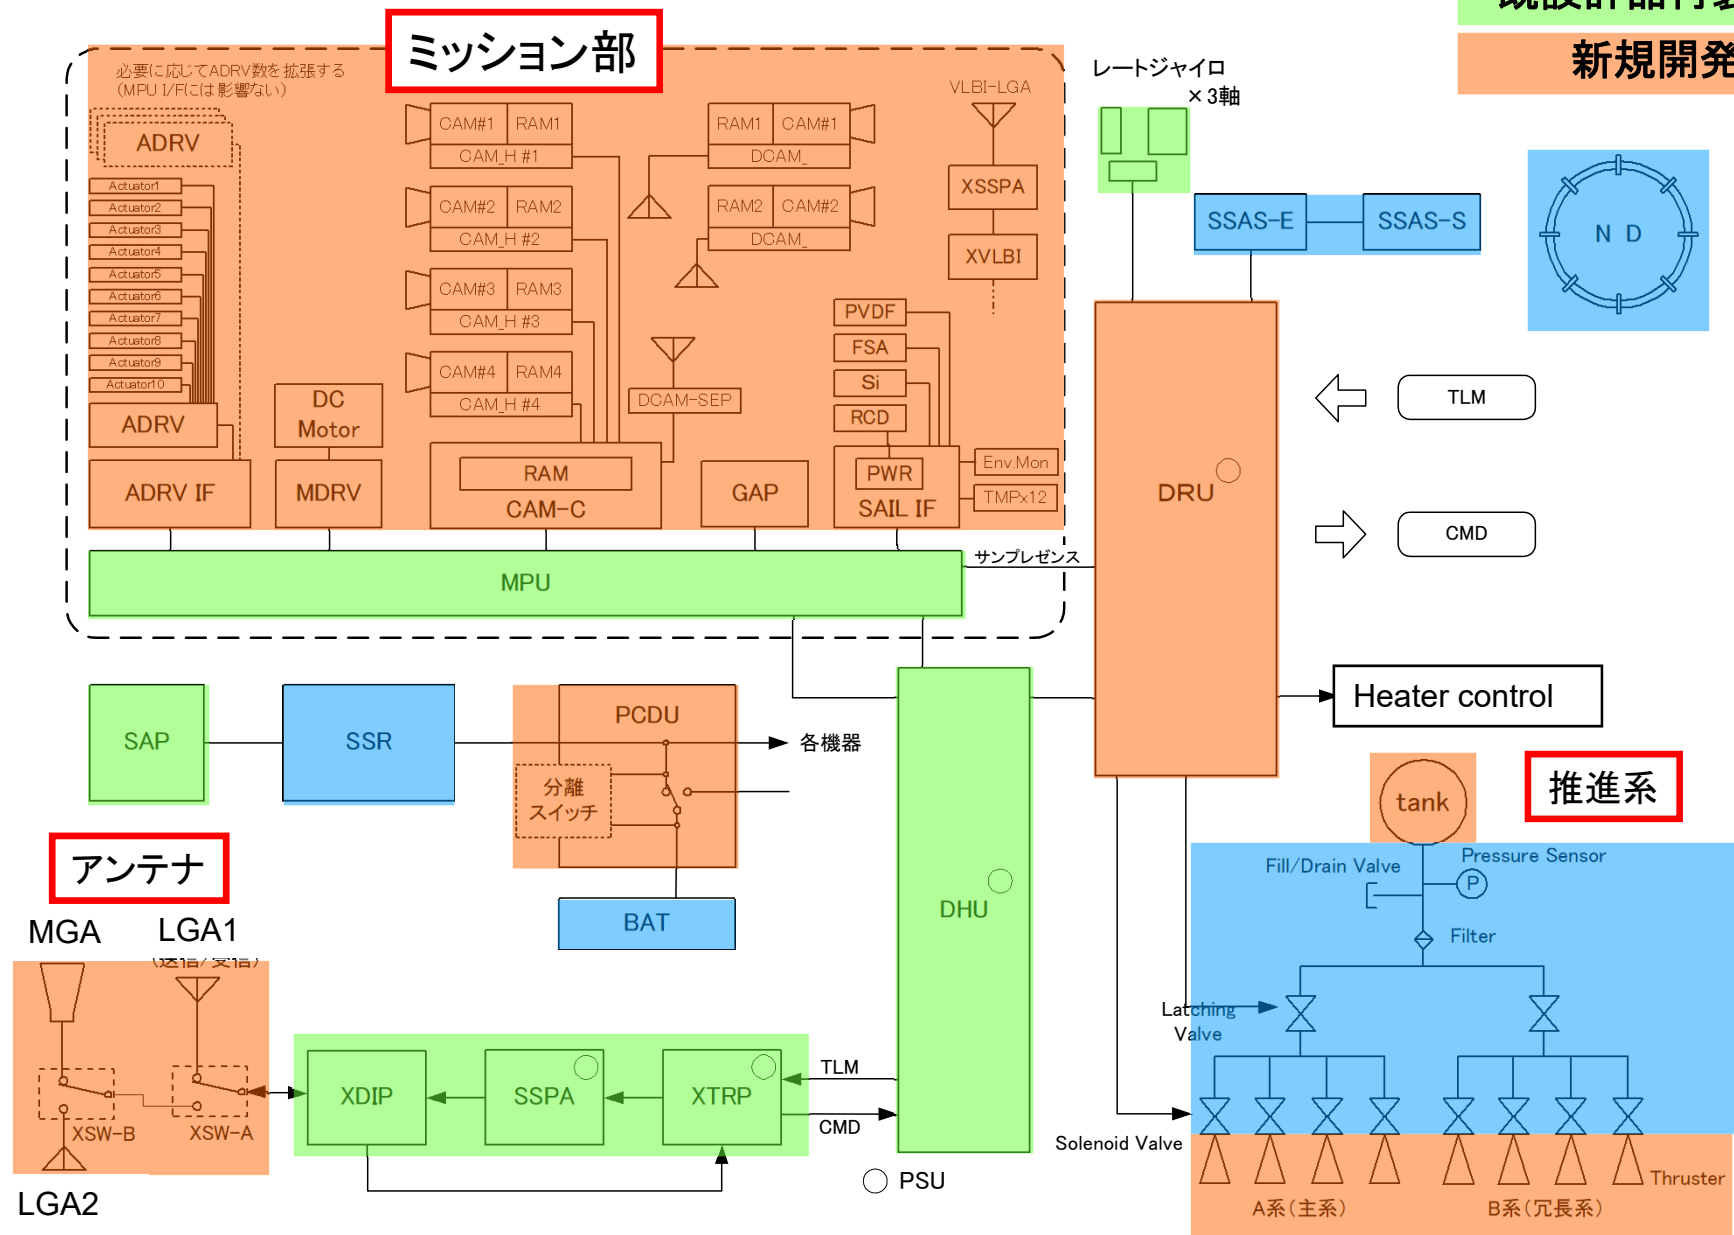 新規開発
ミッション部
必要に応じてADRV数を拡張する
(MPU I/Fには影響ない)
ADRV
Actuator1
Actuator2
Actuator3
Actuator4
Actuator5
Actuator6
Actuator7
Actuator8
Actuator9
Actuator10
ADRV
ADRV IF
DC
Motor
MDRV
CAM#1 RAM1
CAM_H #1
CAM#2 RAM2
CAM_H #2
CAM#3 RAM3
CAM_H #3
CAM#4 RAM4
CAM_H #4
RAM
CAM-C
RAM1 CAM#1
DCAM_
RAM2 CAM#2
DCAM_
DCAM-SEP
GAP
VLBI-LGA
XSSPA
XVLBI
PVDF
FSA
Si
RCD
PWR
SAIL IF
Env.Mon
TMPx12
MPU
サンプレゼンス
レートジャイロ
×3軸
SSAS-E
SSAS-S
N D
DRU
TLM
CMD
Heater control
SAP
SSR
PCDU
分離
スイッチ
各機器
BAT
DHU
アンテナ
MGA
LGA1
(送信/受信)
XSW-B
XSW-A
LGA2
XDIP
SSPA
XTRP
TLM
CMD
PSU
推進系
tank
Fill/Drain Valve
Pressure Sensor
P
Filter
Latching
Valve
Solenoid Valve
Thruster
A系(主系)
B系(冗長系)